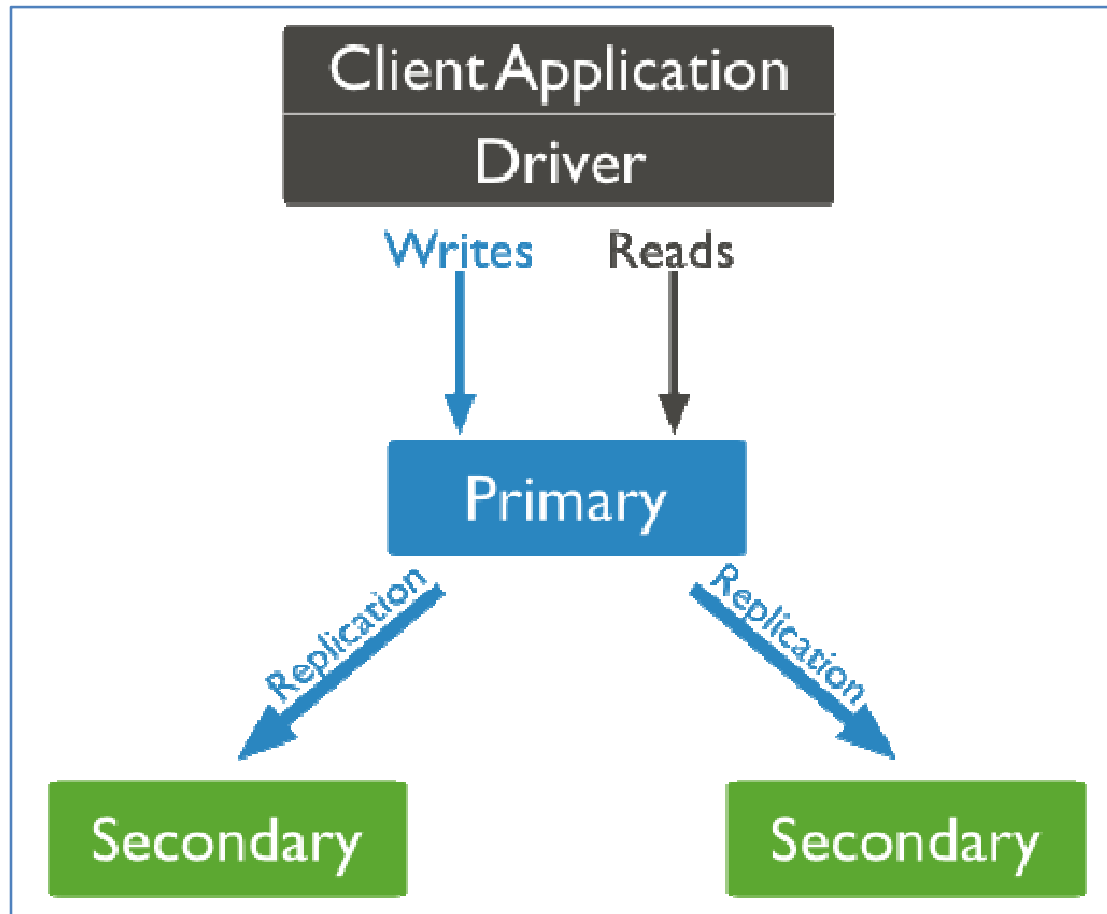 Client Application
Driver
Writes Reads
Primary
Replication Replication
Secondary Secondary